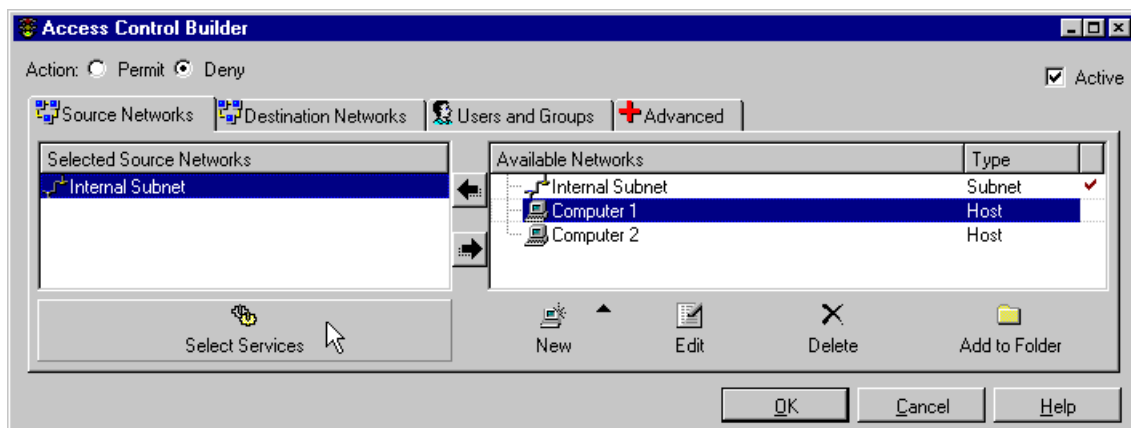 Access Control Builder
Action: Permit Deny
Active
Source Networks Destination Networks Users and Groups Advanced
Selected Source Networks
Internal Subnet
Available Networks Type
Internal Subnet Subnet
Computer 1 Host
Computer 2 Host
Select Services
New Edit Delete Add to Folder
OK Cancel Help